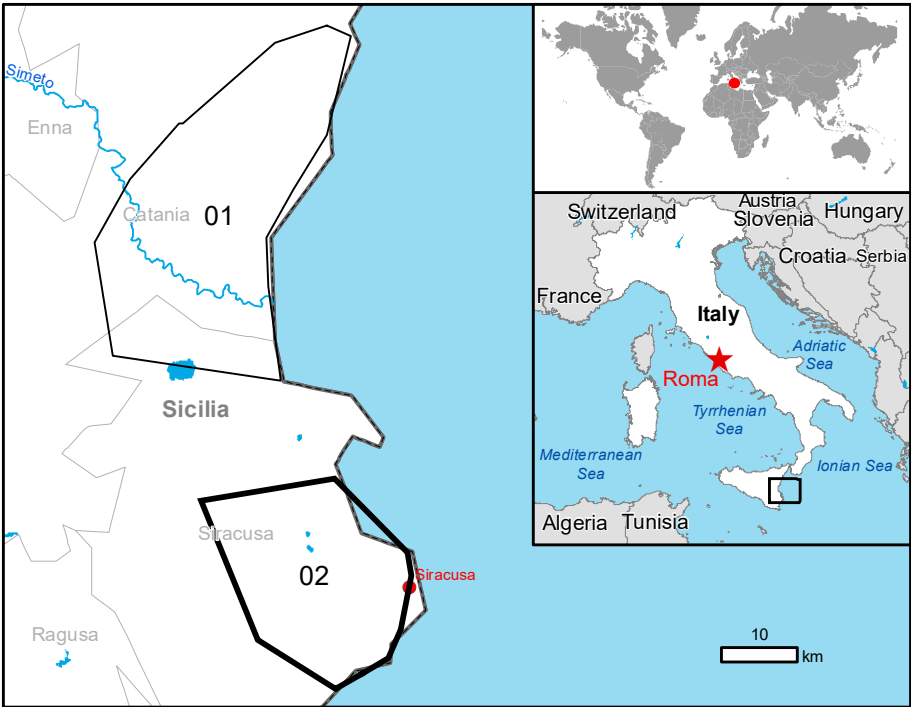 Simeto
Enna
Catania
01
Sicilia
Siracusa
02
Siracusa
Ragusa
10
km
Austria
Switzerland
Slovenia
Hungary
Croatia
Serbia
France
Italy
Adriatic
Sea
Roma
Tyrrhenian
Sea
Mediterranean
Sea
Ionian Sea
Algeria
Tunisia